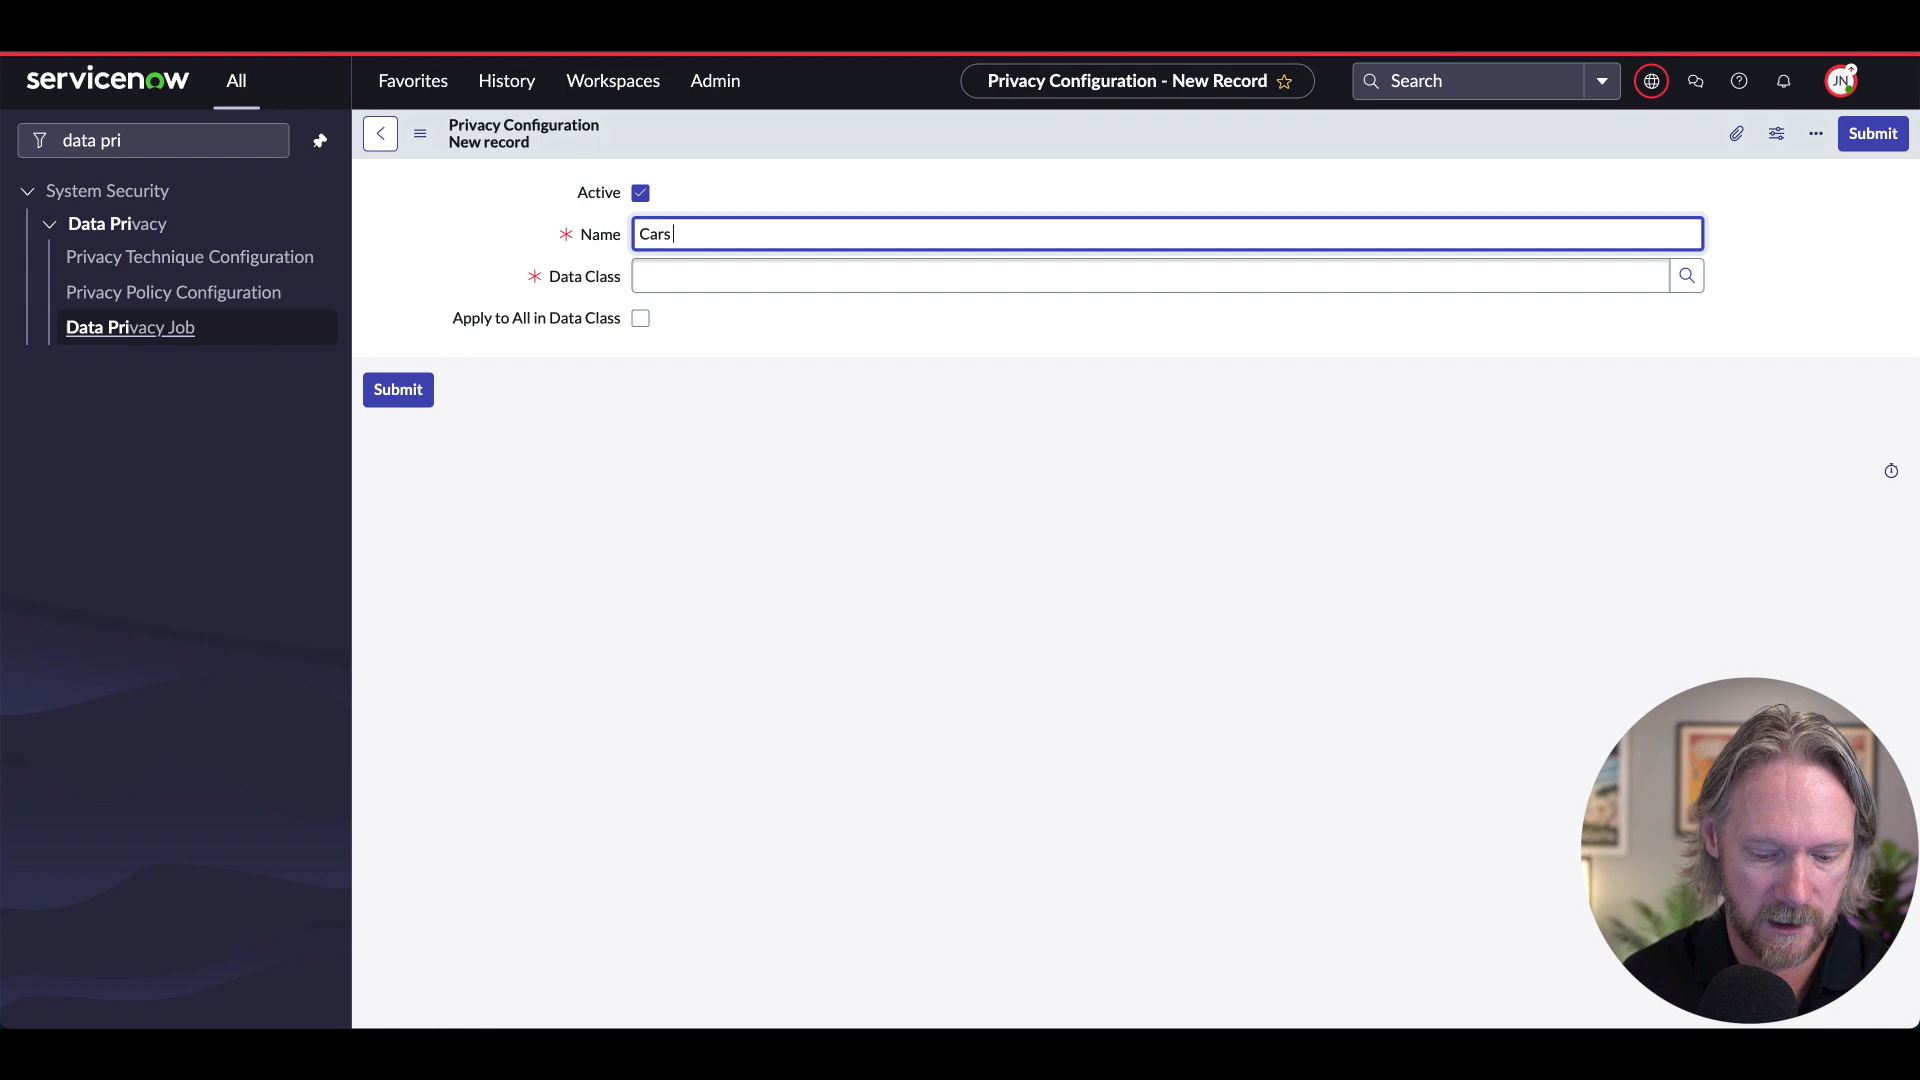 servicenow
All
Favorites
History
Workspaces
Admin
Privacy Configuration - New Record
Search
JN
data pri
Privacy Configuration
New record
Submit
System Security
Data Privacy
Privacy Technique Configuration
Privacy Policy Configuration
Data Privacy Job
Active
* Name
Cars
* Data Class
Apply to All in Data Class
Submit